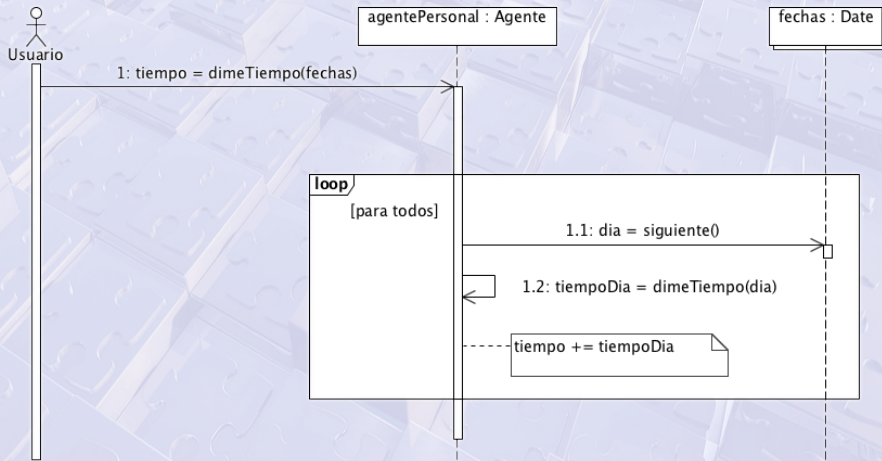 agentePersonal : Agente
fechas : Date
Usuario
1: tiempo = dimeTiempo(fechas)
loop
[para todos]
1.1: dia = siguiente()
1.2: tiempoDia = dimeTiempo(dia)
tiempo += tiempoDia